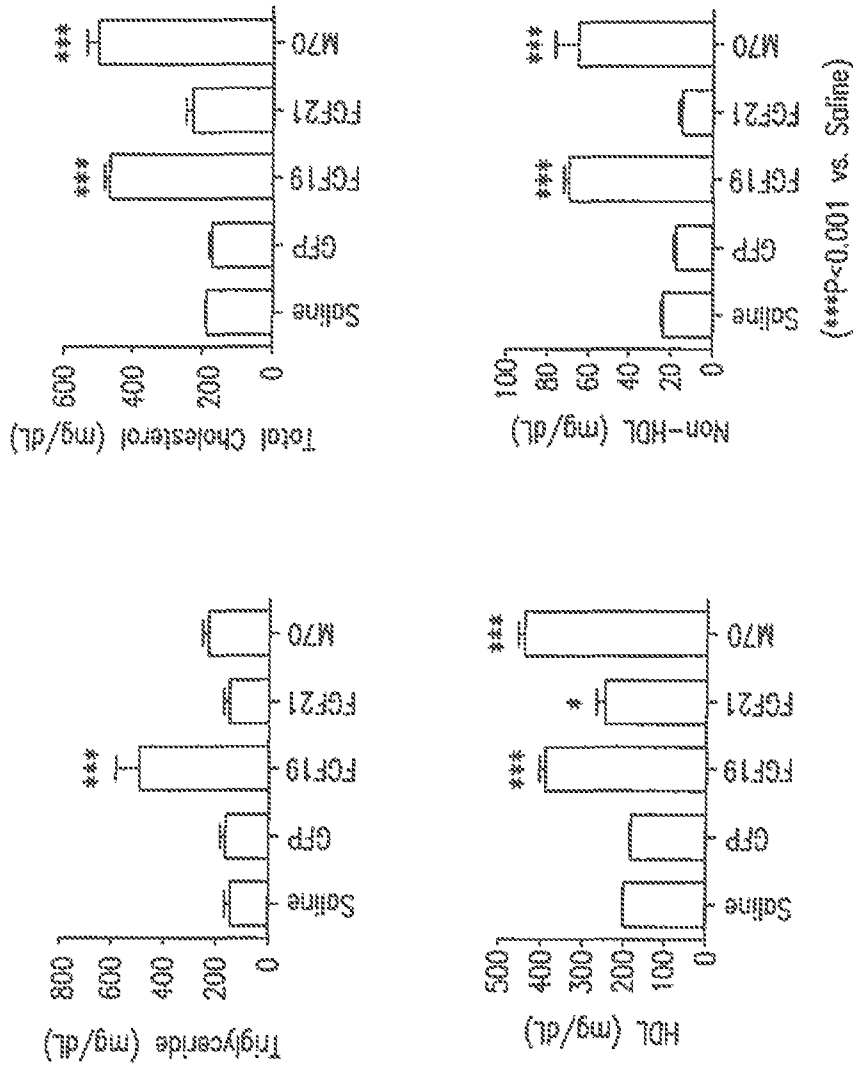 Triglyceride (mg/dL)
800
600
400
200
0
***
Saline
GFP
FGF19
FGF21
M70
Total Cholesterol (mg/dL)
600
400
200
0
***
***
Saline
GFP
FGF19
FGF21
M70
HDL (mg/dL)
500
400
300
200
100
0
***
*
***
Saline
GFP
FGF19
FGF21
M70
Non-HDL (mg/dL)
100
80
60
40
20
0
***
***
Saline
GFP
FGF19
FGF21
M70
(***P<0.001 vs. Saline)